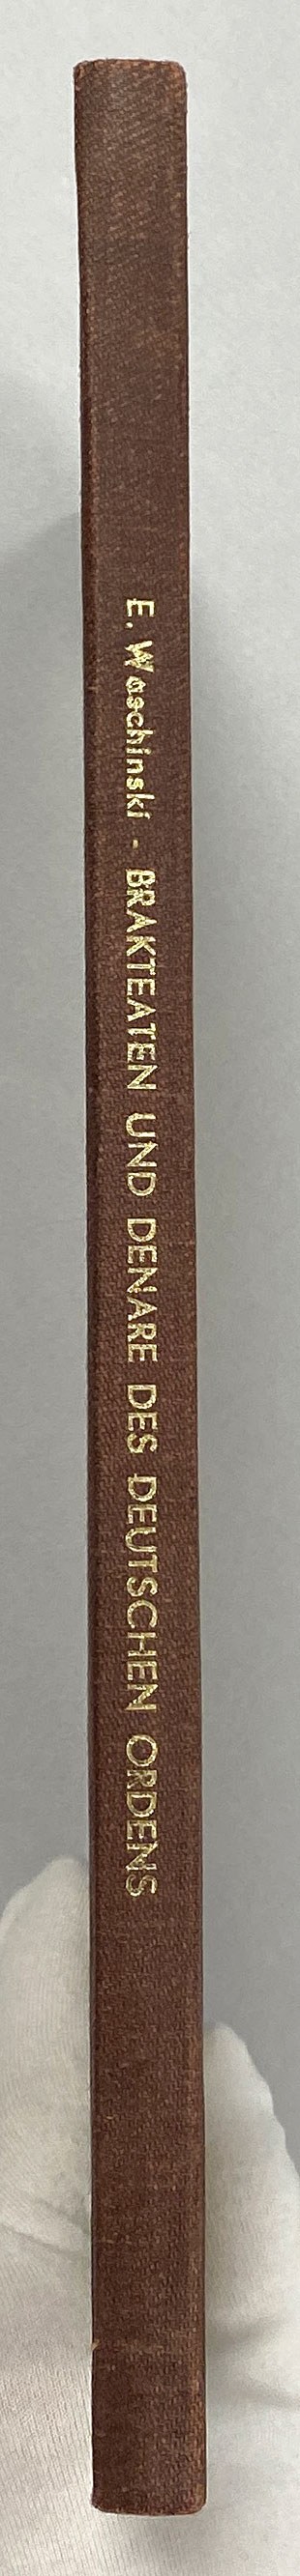 E. Waschinski - BRAKTEATEN UND DENARE DES DEUTSCHEN ORDENS